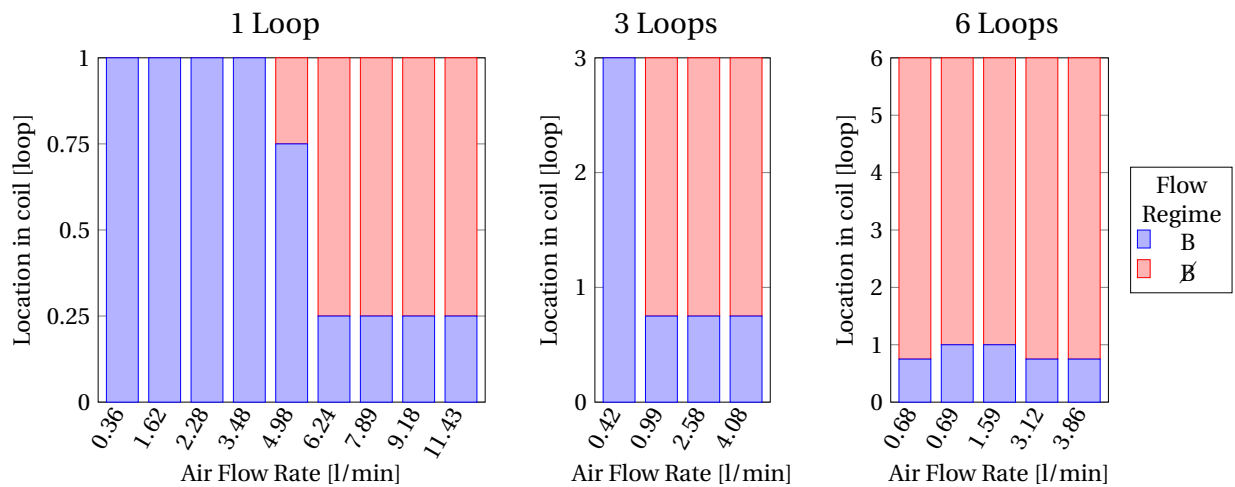 1 Loop
3 Loops
6 Loops
Location in coil [loop]
1
0.75
0.5
0.25
0
0.36
1.62
2.28
3.48
4.98
6.24
7.89
9.18
11.43
Air Flow Rate [l/min]
Location in coil [loop]
3
2
1
0
0.42
0.99
2.58
4.08
Air Flow Rate [l/min]
Location in coil [loop]
6
5
4
3
2
1
0
0.68
0.69
1.59
3.12
3.86
Air Flow Rate [l/min]
Flow
Regime
B
B̸